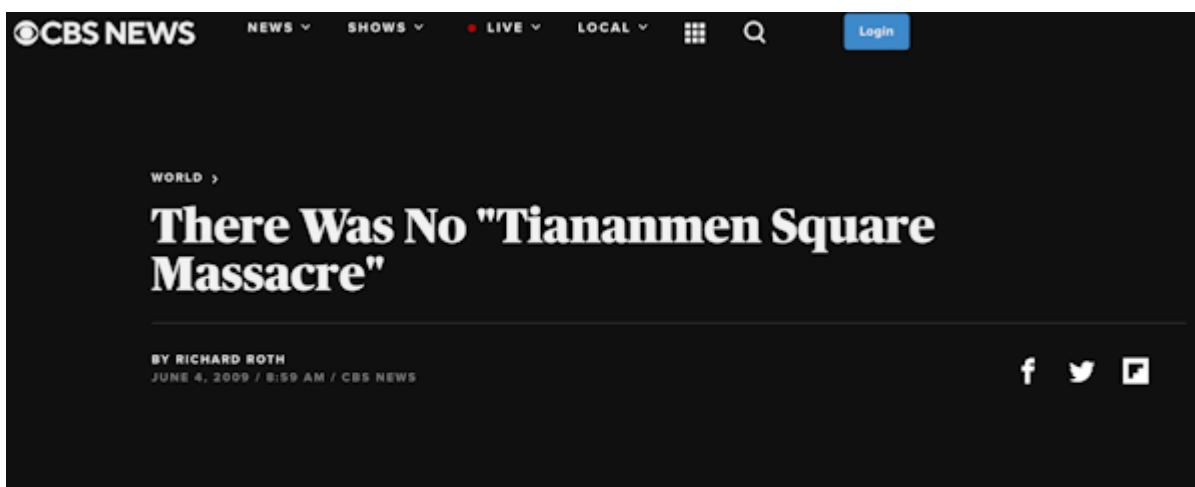 CBS NEWS NEWS SHOWS LIVE LOCAL Login
WORLD >
There Was No "Tiananmen Square
Massacre"
BY RICHARD ROTH
JUNE 4, 2009 / 8:59 AM / CBS NEWS